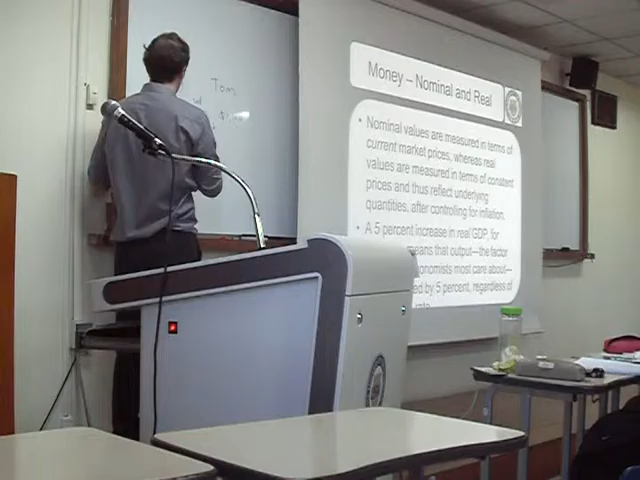 Tom
Money – Nominal and Real
• Nominal values are measured in terms of
current market prices, whereas real
values are measured in terms of constant
prices and thus reflect underlying
quantities, after controlling for inflation.
• A 5 percent increase in real GDP, for
means that output—the factor
economists most care about—
ed by 5 percent, regardless of